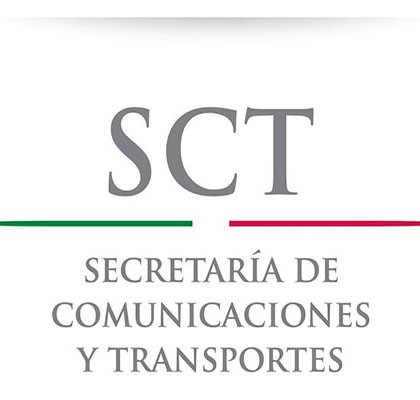 SCT
SECRETARÍA DE
COMUNICACIONES
Y TRANSPORTES